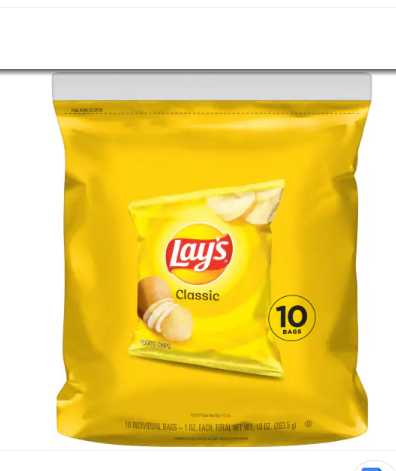 Lay's
Classic
10
BAGS
POTATO CHIPS
10 INDIVIDUAL BAGS – 1 OZ. EACH, TOTAL NET WT. 10 OZ. (283.5 g)